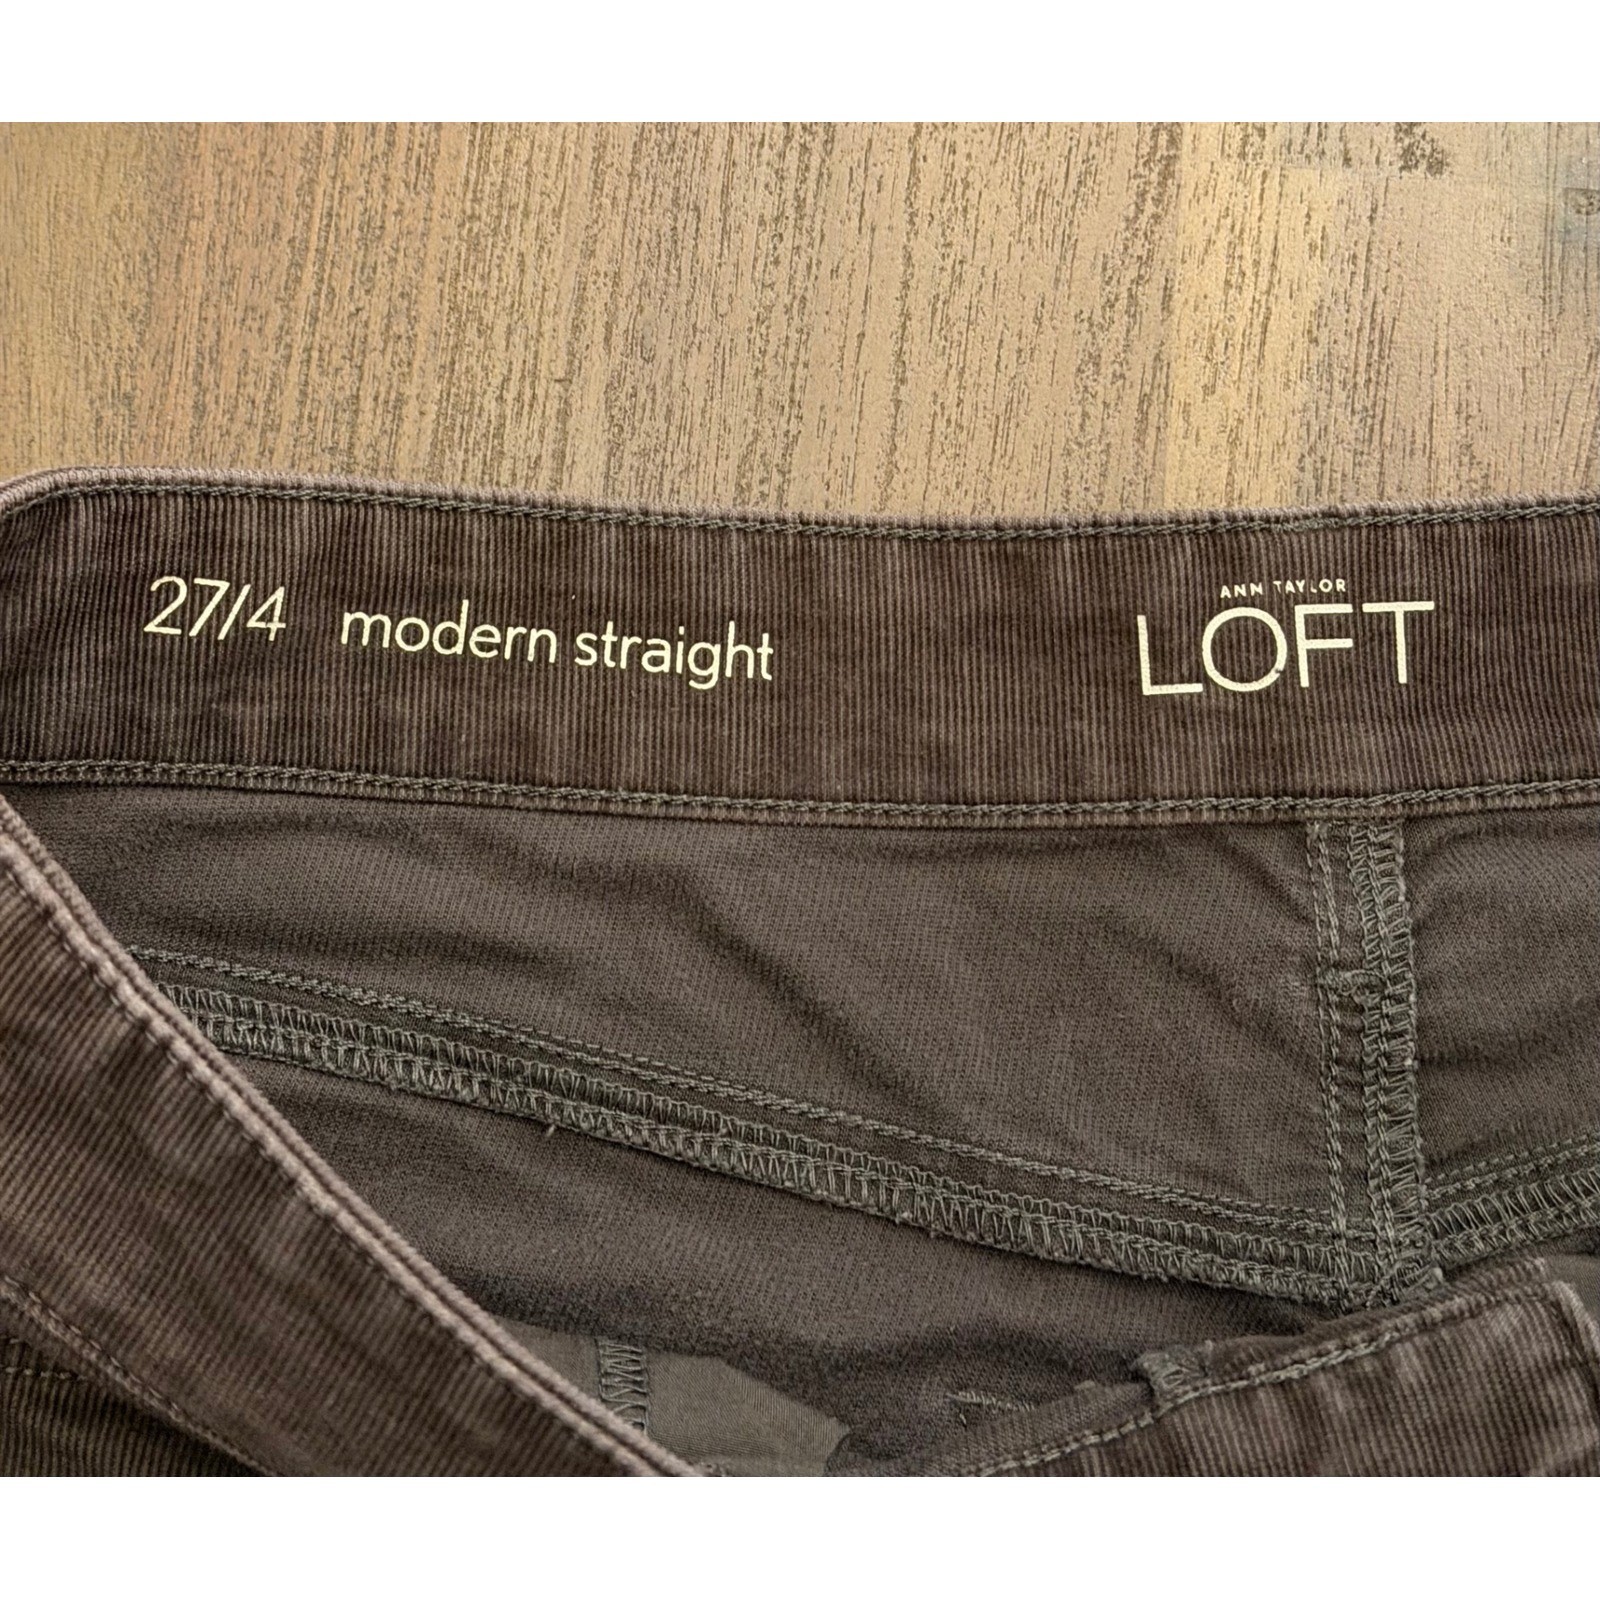 27/4 modern straight
ANN TAYLOR
LOFT